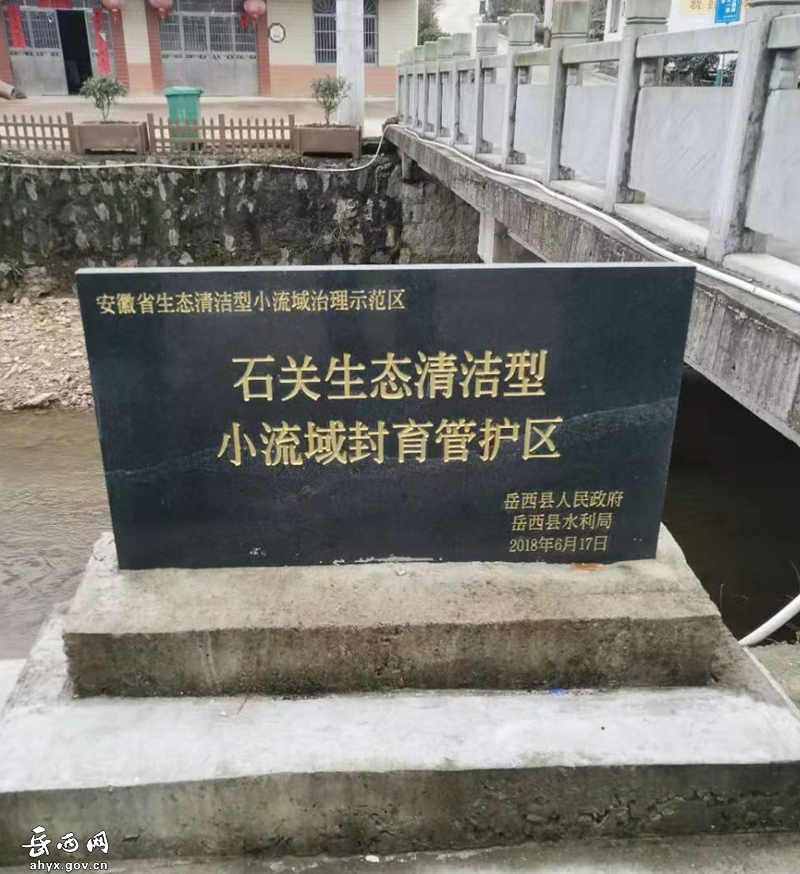 安徽省生态清洁型小流域治理示范区
石关生态清洁型
小流域封育管护区
岳西县人民政府
岳西县水利局
2018年6月17日
岳西网
ahyx.gov.cn